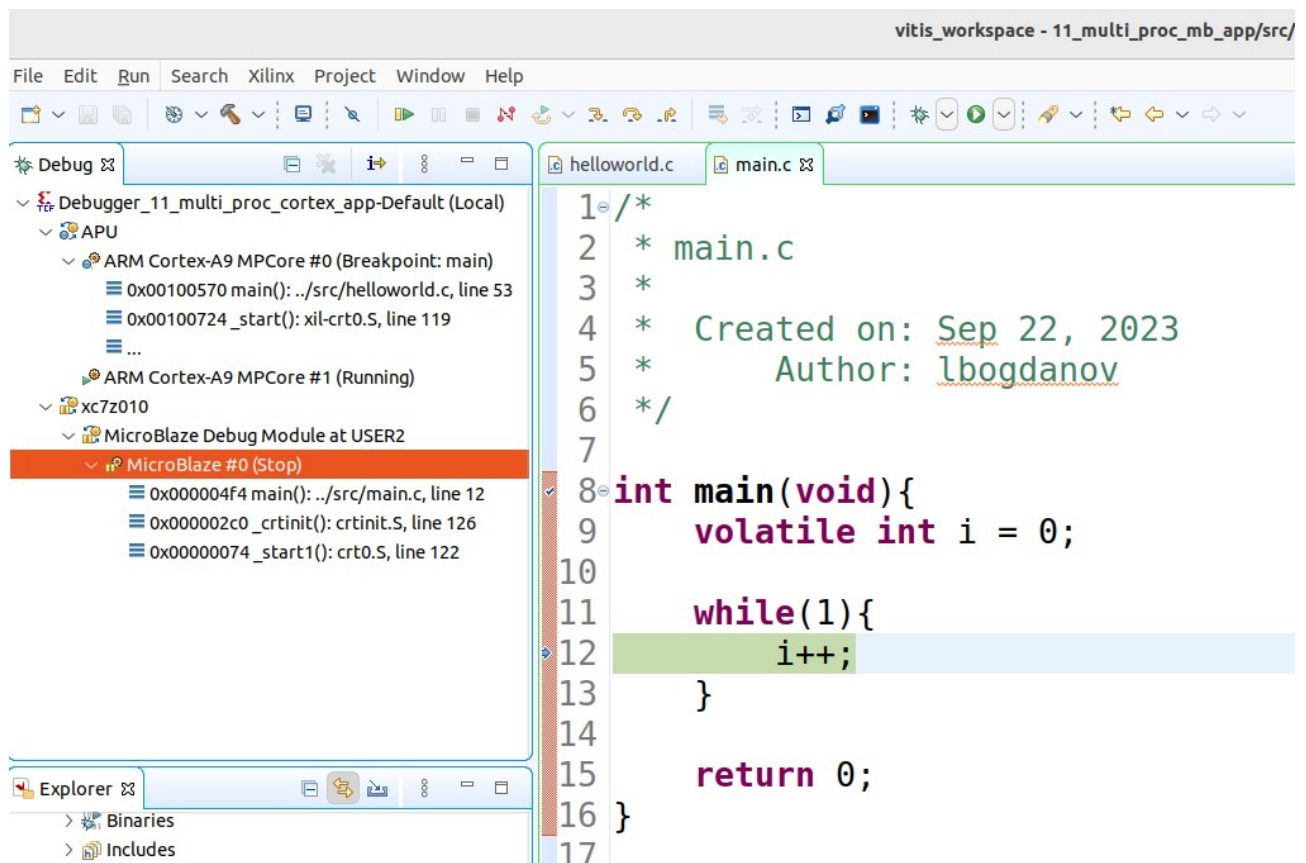 vitis_workspace - 11_multi_proc_mb_app/src/
File Edit Run Search Xilinx Project Window Help
Debug
Debugger_11_multi_proc_cortex_app-Default (Local)
APU
ARM Cortex-A9 MPCore #0 (Breakpoint: main)
0x00100570 main(): ../src/helloworld.c, line 53
0x00100724 _start(): xil-crt0.S, line 119
...
ARM Cortex-A9 MPCore #1 (Running)
xc7z010
MicroBlaze Debug Module at USER2
MicroBlaze #0 (Stop)
0x000004f4 main(): ../src/main.c, line 12
0x000002c0 _crtinit(): crtinit.S, line 126
0x00000074 _start1(): crt0.S, line 122
Explorer
Binaries
Includes
helloworld.c main.c
1 /*
2 * main.c
3 *
4 * Created on: Sep 22, 2023
5 * Author: lbogdanov
6 */
7
8 int main(void){
9 volatile int i = 0;
10
11 while(1){
12 i++;
13 }
14
15 return 0;
16 }
17